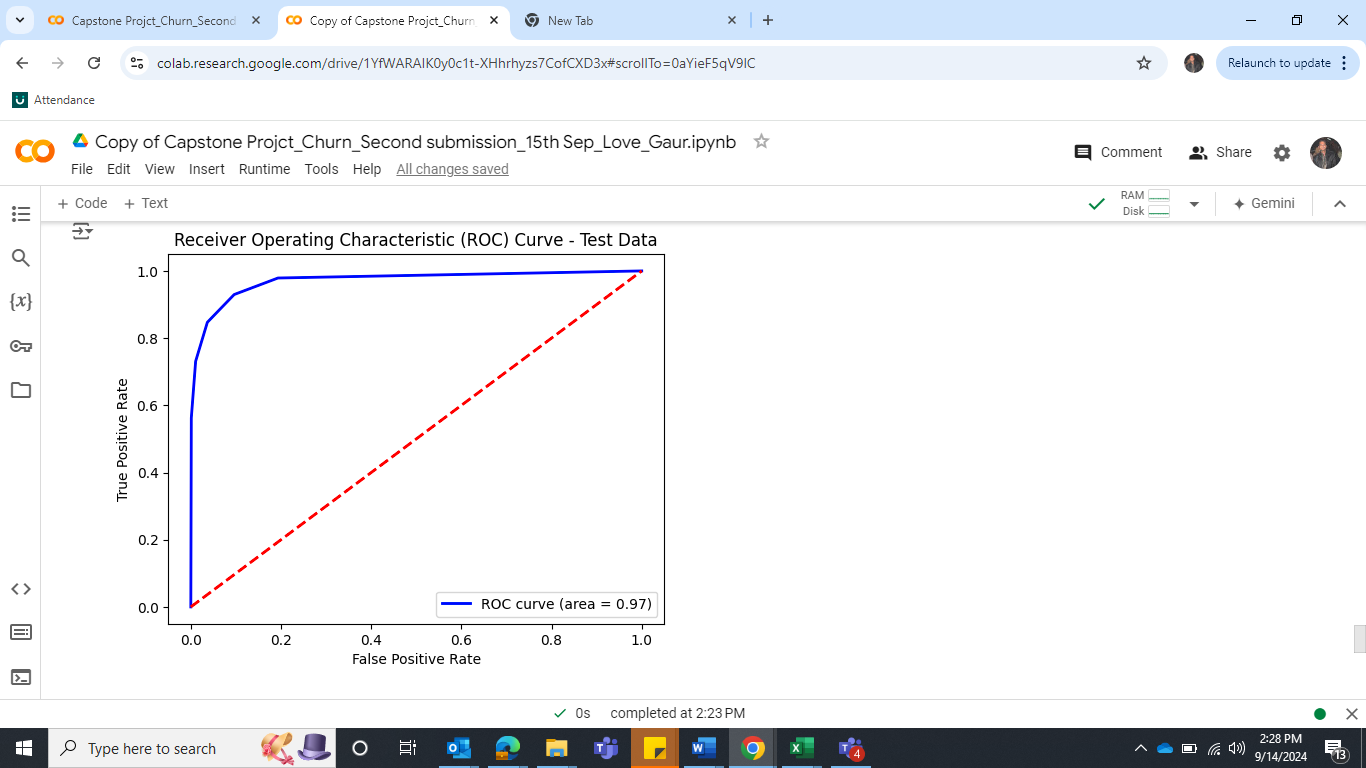 Capstone Projct_Churn_Second
Copy of Capstone Projct_Churn
New Tab
colab.research.google.com/drive/1YfWARAIK0y0c1t-XHhrhyzs7CofCXD3x#scrollTo=0aYieF5qV9lC
Relaunch to update
Attendance
Copy of Capstone Projct_Churn_Second submission_15th Sep_Love_Gaur.ipynb
Comment
Share
File Edit View Insert Runtime Tools Help All changes saved
+ Code + Text
RAM
Disk
Gemini
{x}
Receiver Operating Characteristic (ROC) Curve - Test Data
1.0
0.8
0.6
0.4
0.2
0.0
True Positive Rate
ROC curve (area = 0.97)
0.0 0.2 0.4 0.6 0.8 1.0
False Positive Rate
0s completed at 2:23 PM
Type here to search
4
2:28 PM
9/14/2024
13